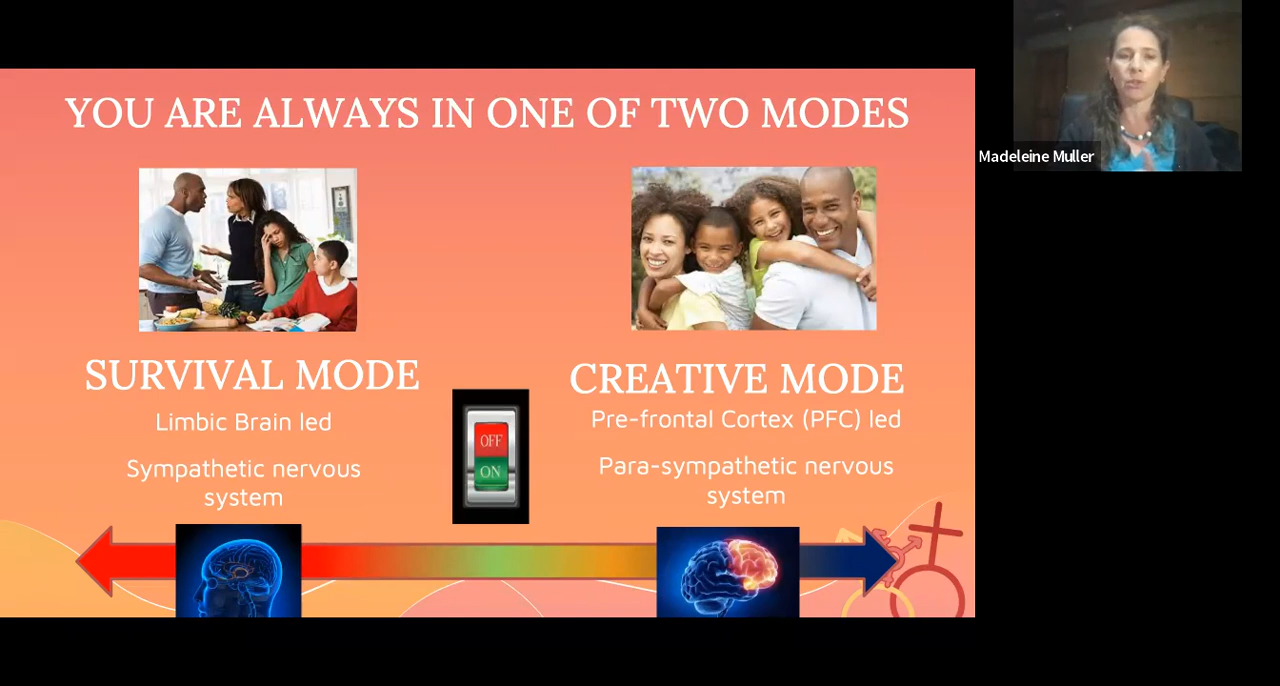 YOU ARE ALWAYS IN ONE OF TWO MODES
Madeleine Muller
SURVIVAL MODE
Limbic Brain led
Sympathetic nervous
system
OFF
ON
CREATIVE MODE
Pre-frontal Cortex (PFC) led
Para-sympathetic nervous
system